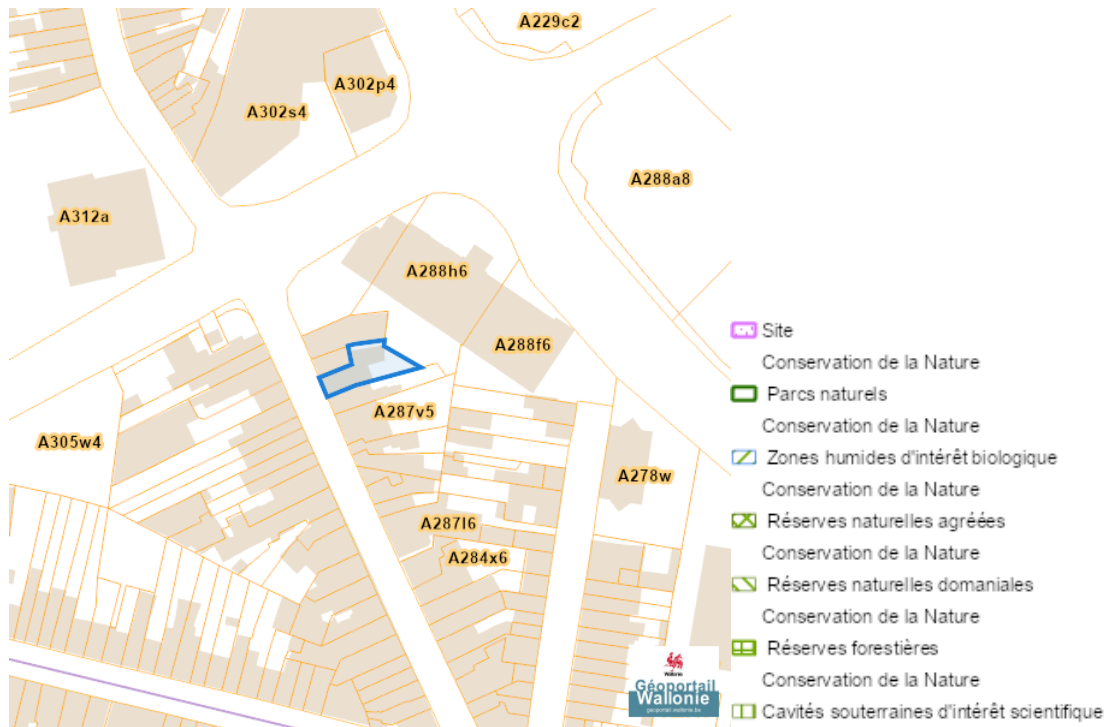 A229c2
A302p4
A302s4
A288a8
A312a
A288h6
A288f6
A287v5
A305w4
A278w
A287l6
A284x6
Wallonie
Géoportail
Wallonie
geoportail.wallonie.be
Site
Conservation de la Nature
Parcs naturels
Conservation de la Nature
Zones humides d'intérêt biologique
Conservation de la Nature
Réserves naturelles agréées
Conservation de la Nature
Réserves naturelles domaniales
Conservation de la Nature
Réserves forestières
Conservation de la Nature
Cavités souterraines d'intérêt scientifique